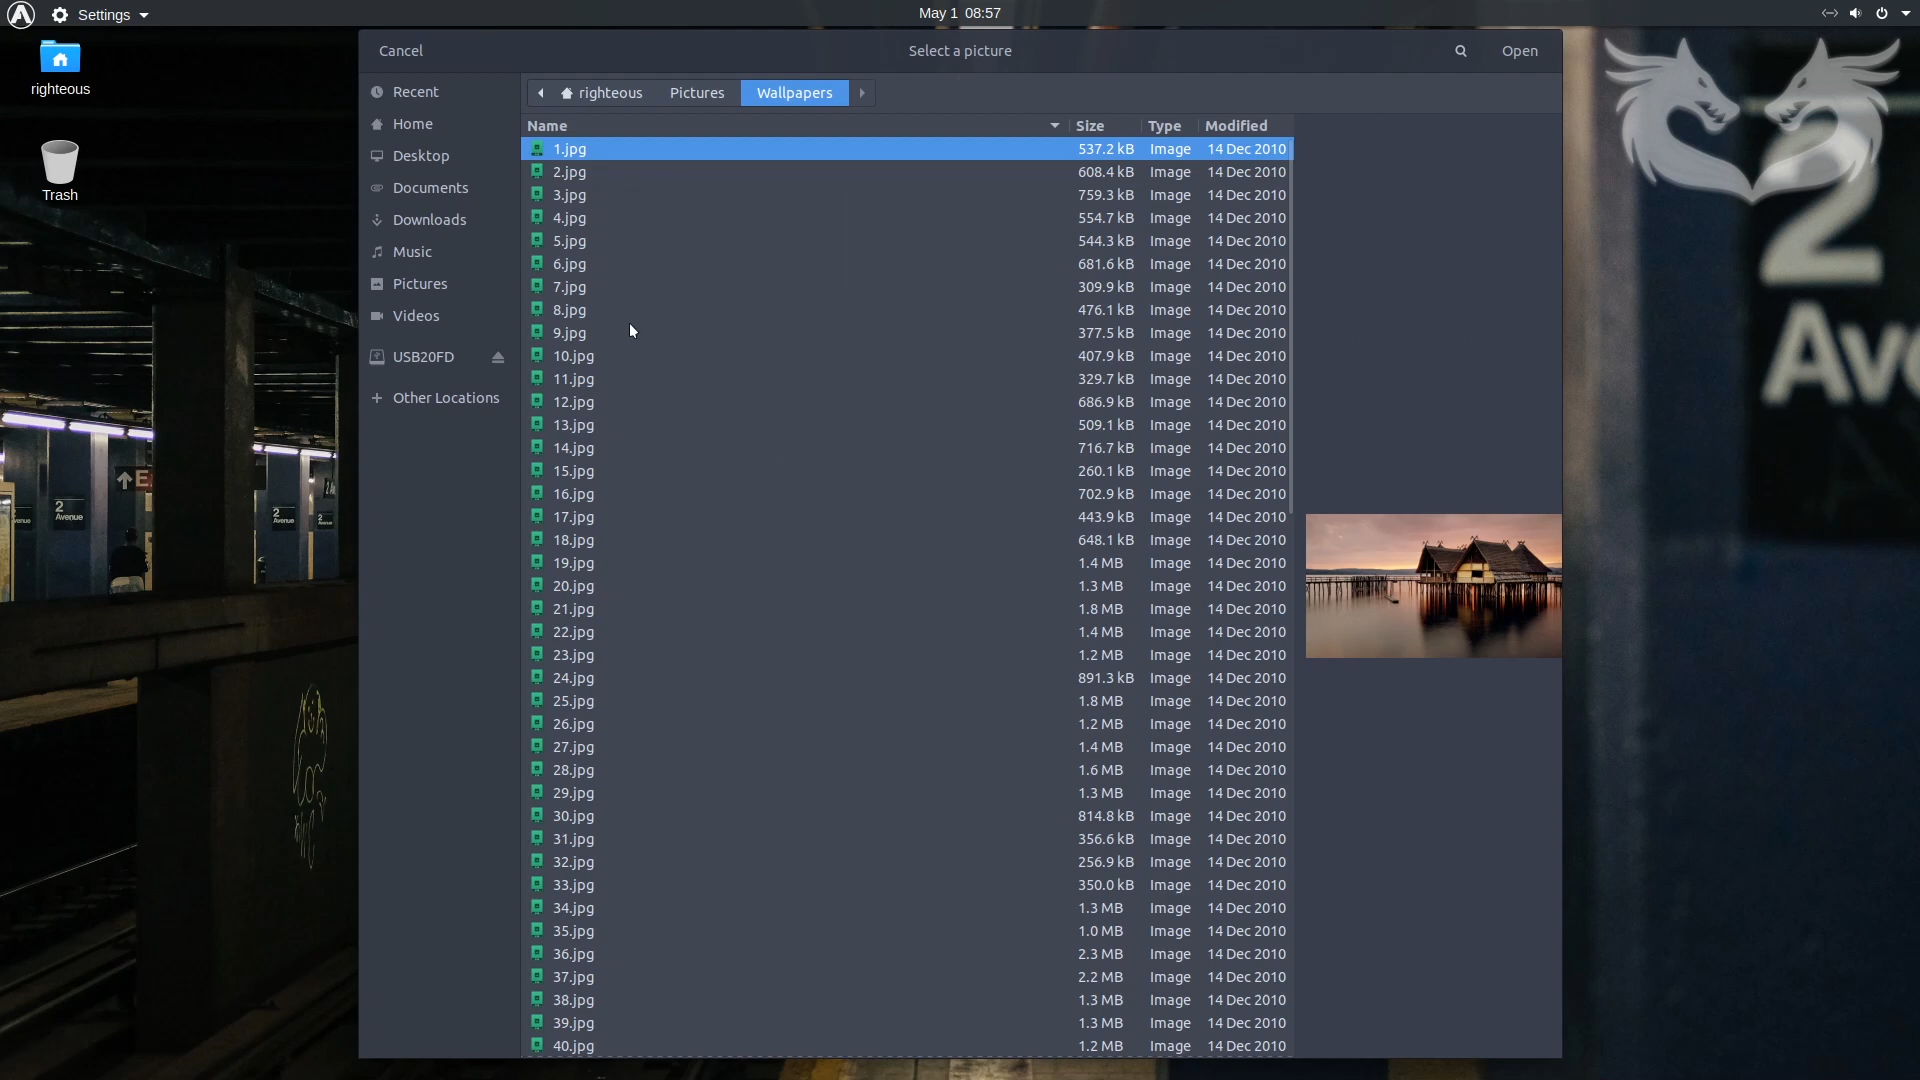 Settings
May 1 08:57
righteous
Trash
Cancel
Select a picture
Open
Recent
Home
Desktop
Documents
Downloads
Music
Pictures
Videos
USB20FD
Other Locations
righteous Pictures Wallpapers
Name Size Type Modified
1.jpg 537.2 kB Image 14 Dec 2010
2.jpg 608.4 kB Image 14 Dec 2010
3.jpg 759.3 kB Image 14 Dec 2010
4.jpg 554.7 kB Image 14 Dec 2010
5.jpg 544.3 kB Image 14 Dec 2010
6.jpg 681.6 kB Image 14 Dec 2010
7.jpg 309.9 kB Image 14 Dec 2010
8.jpg 476.1 kB Image 14 Dec 2010
9.jpg 377.5 kB Image 14 Dec 2010
10.jpg 407.9 kB Image 14 Dec 2010
11.jpg 329.7 kB Image 14 Dec 2010
12.jpg 686.9 kB Image 14 Dec 2010
13.jpg 509.1 kB Image 14 Dec 2010
14.jpg 716.7 kB Image 14 Dec 2010
15.jpg 260.1 kB Image 14 Dec 2010
16.jpg 702.9 kB Image 14 Dec 2010
17.jpg 443.9 kB Image 14 Dec 2010
18.jpg 648.1 kB Image 14 Dec 2010
19.jpg 1.4 MB Image 14 Dec 2010
20.jpg 1.3 MB Image 14 Dec 2010
21.jpg 1.8 MB Image 14 Dec 2010
22.jpg 1.4 MB Image 14 Dec 2010
23.jpg 1.2 MB Image 14 Dec 2010
24.jpg 891.3 kB Image 14 Dec 2010
25.jpg 1.8 MB Image 14 Dec 2010
26.jpg 1.2 MB Image 14 Dec 2010
27.jpg 1.4 MB Image 14 Dec 2010
28.jpg 1.6 MB Image 14 Dec 2010
29.jpg 1.3 MB Image 14 Dec 2010
30.jpg 814.8 kB Image 14 Dec 2010
31.jpg 356.6 kB Image 14 Dec 2010
32.jpg 256.9 kB Image 14 Dec 2010
33.jpg 350.0 kB Image 14 Dec 2010
34.jpg 1.3 MB Image 14 Dec 2010
35.jpg 1.0 MB Image 14 Dec 2010
36.jpg 2.3 MB Image 14 Dec 2010
37.jpg 2.2 MB Image 14 Dec 2010
38.jpg 1.3 MB Image 14 Dec 2010
39.jpg 1.3 MB Image 14 Dec 2010
40.jpg 1.2 MB Image 14 Dec 2010
2
Ave
E
2
Avenue
2
Avenue
2